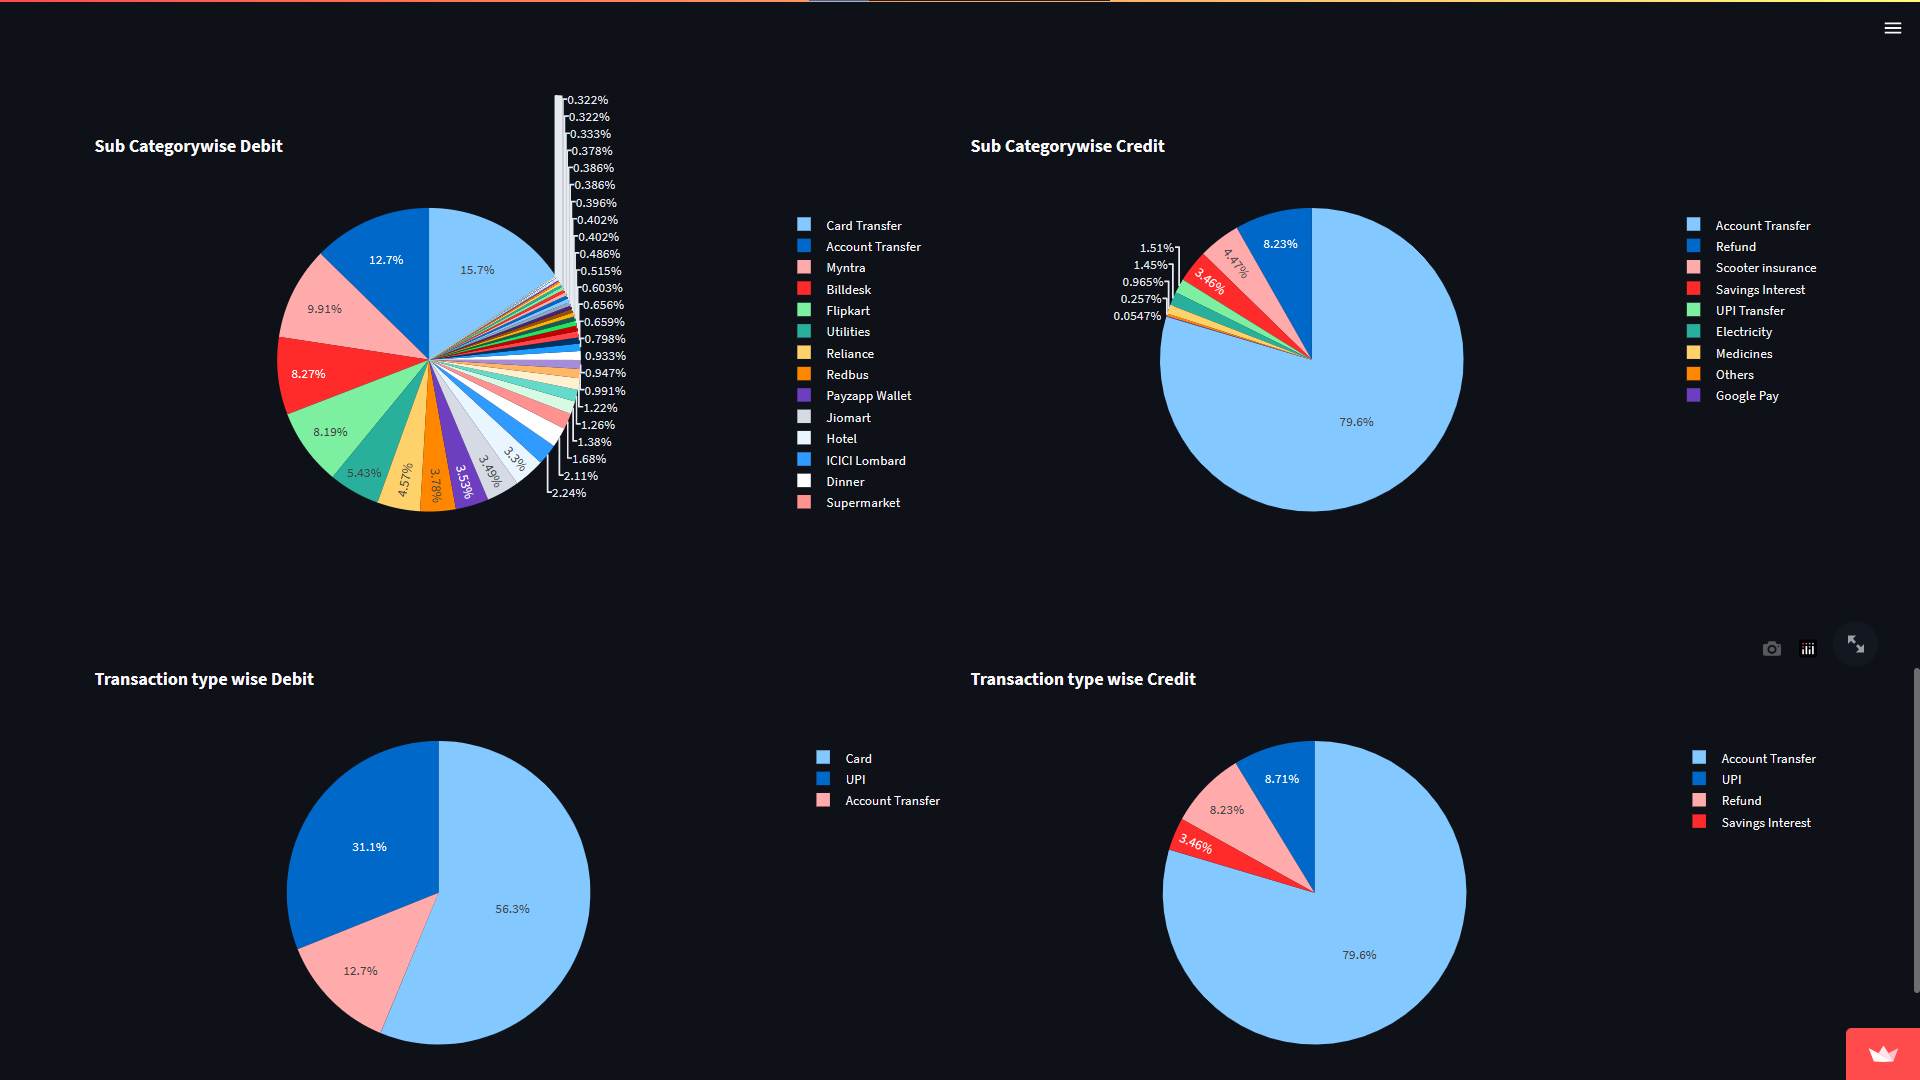 Sub Categorywise Debit
15.7%
12.7%
9.91%
8.27%
8.19%
5.43%
4.57%
3.78%
3.53%
3.49%
3.3%
2.24%
2.11%
1.68%
1.38%
1.26%
1.22%
0.991%
0.947%
0.933%
0.798%
0.659%
0.656%
0.603%
0.515%
0.486%
0.402%
0.402%
0.396%
0.386%
0.386%
0.378%
0.333%
0.322%
0.322%
Card Transfer
Account Transfer
Myntra
Billdesk
Flipkart
Utilities
Reliance
Redbus
Payzapp Wallet
Jiomart
Hotel
ICICI Lombard
Dinner
Supermarket
Sub Categorywise Credit
79.6%
8.23%
4.47%
3.46%
1.51%
1.45%
0.965%
0.257%
0.0547%
Account Transfer
Refund
Scooter insurance
Savings Interest
UPI Transfer
Electricity
Medicines
Others
Google Pay
Transaction type wise Debit
56.3%
31.1%
12.7%
Card
UPI
Account Transfer
Transaction type wise Credit
79.6%
8.71%
8.23%
3.46%
Account Transfer
UPI
Refund
Savings Interest